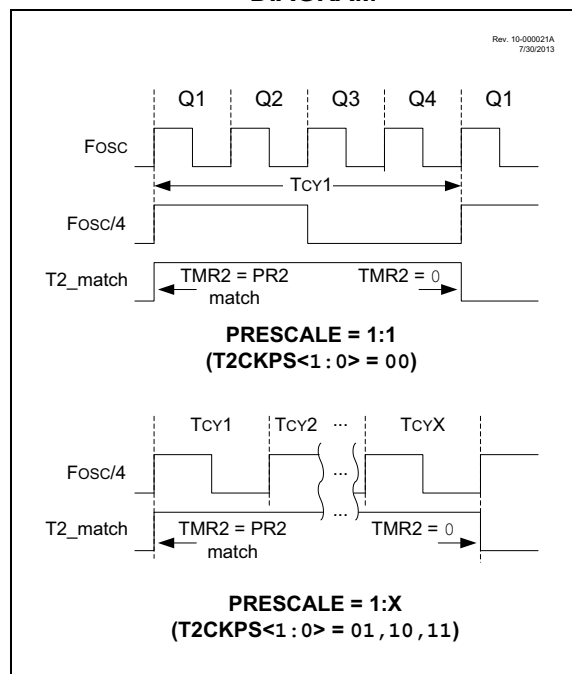 Rev. 10-000021A
7/30/2013
Q1 Q2 Q3 Q4 Q1
FOSC
TCY1
FOSC/4
T2_match
TMR2 = PR2
match
TMR2 = 0
PRESCALE = 1:1
(T2CKPS<1:0> = 00)
TCY1 TCY2 ... TCYX
FOSC/4
...
T2_match
...
TMR2 = PR2
match
TMR2 = 0
PRESCALE = 1:X
(T2CKPS<1:0> = 01,10,11)